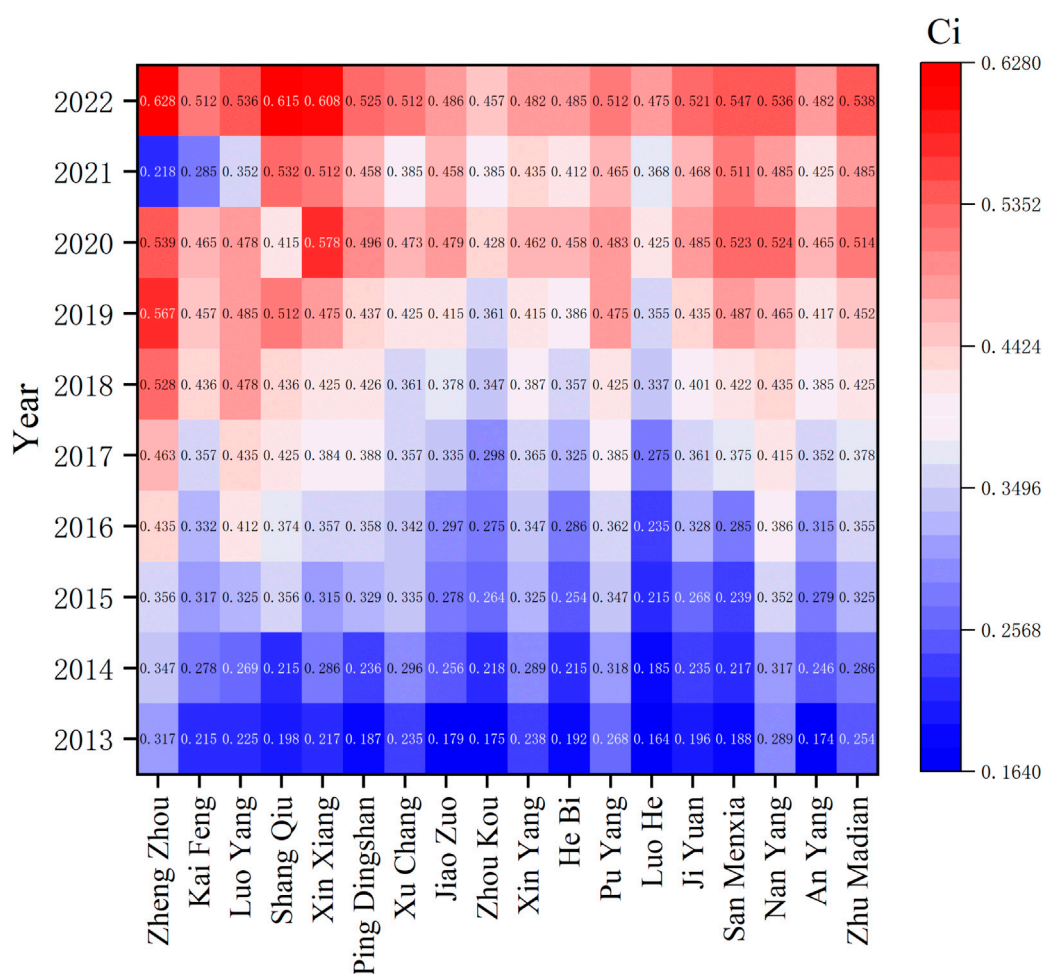 Ci
0.6280
2022 0.628 0.512 0.536 0.615 0.608 0.525 0.512 0.486 0.457 0.482 0.485 0.512 0.475 0.521 0.547 0.536 0.482 0.538
2021 0.218 0.285 0.352 0.532 0.512 0.458 0.385 0.458 0.385 0.435 0.412 0.465 0.368 0.468 0.511 0.485 0.425 0.485
0.5352
2020 0.539 0.465 0.478 0.415 0.578 0.496 0.473 0.479 0.428 0.462 0.458 0.483 0.425 0.485 0.523 0.524 0.465 0.514
2019 0.567 0.457 0.485 0.512 0.475 0.437 0.425 0.415 0.361 0.415 0.386 0.475 0.355 0.435 0.487 0.465 0.417 0.452
0.4424
2018 0.528 0.436 0.478 0.436 0.425 0.426 0.361 0.378 0.347 0.387 0.357 0.425 0.337 0.401 0.422 0.435 0.385 0.425
Year
2017 0.463 0.357 0.435 0.425 0.384 0.388 0.357 0.335 0.298 0.365 0.325 0.385 0.275 0.361 0.375 0.415 0.352 0.378
0.3496
2016 0.435 0.332 0.412 0.374 0.357 0.358 0.342 0.297 0.275 0.347 0.286 0.362 0.235 0.328 0.285 0.386 0.315 0.355
2015 0.356 0.317 0.325 0.356 0.315 0.329 0.335 0.278 0.264 0.325 0.254 0.347 0.215 0.268 0.239 0.352 0.279 0.325
0.2568
2014 0.347 0.278 0.269 0.215 0.286 0.236 0.296 0.256 0.218 0.289 0.215 0.318 0.185 0.235 0.217 0.317 0.246 0.286
2013 0.317 0.215 0.225 0.198 0.217 0.187 0.235 0.179 0.175 0.238 0.192 0.268 0.164 0.196 0.188 0.289 0.174 0.254
0.1640
Zheng Zhou
Kai Feng
Luo Yang
Shang Qiu
Xin Xiang
Ping Dingshan
Xu Chang
Jiao Zuo
Zhou Kou
Xin Yang
He Bi
Pu Yang
Luo He
Ji Yuan
San Menxia
Nan Yang
An Yang
Zhu Madian